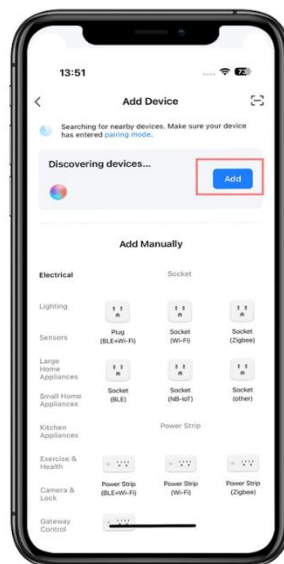 13:51
73
Add Device
Searching for nearby devices. Make sure your device
has entered pairing mode.
Discovering devices...
Add
Add Manually
Electrical
Socket
Lighting
Plug
(BLE+Wi-Fi)
Socket
(Wi-Fi)
Socket
(Zigbee)
Sensors
Large
Home
Appliances
Socket
(BLE)
Socket
(NB-IoT)
Socket
(other)
Small Home
Appliances
Kitchen
Appliances
Power Strip
Exercise &
Health
Power Strip
(BLE+Wi-Fi)
Power Strip
(Wi-Fi)
Power Strip
(Zigbee)
Camera &
Lock
Gateway
Control